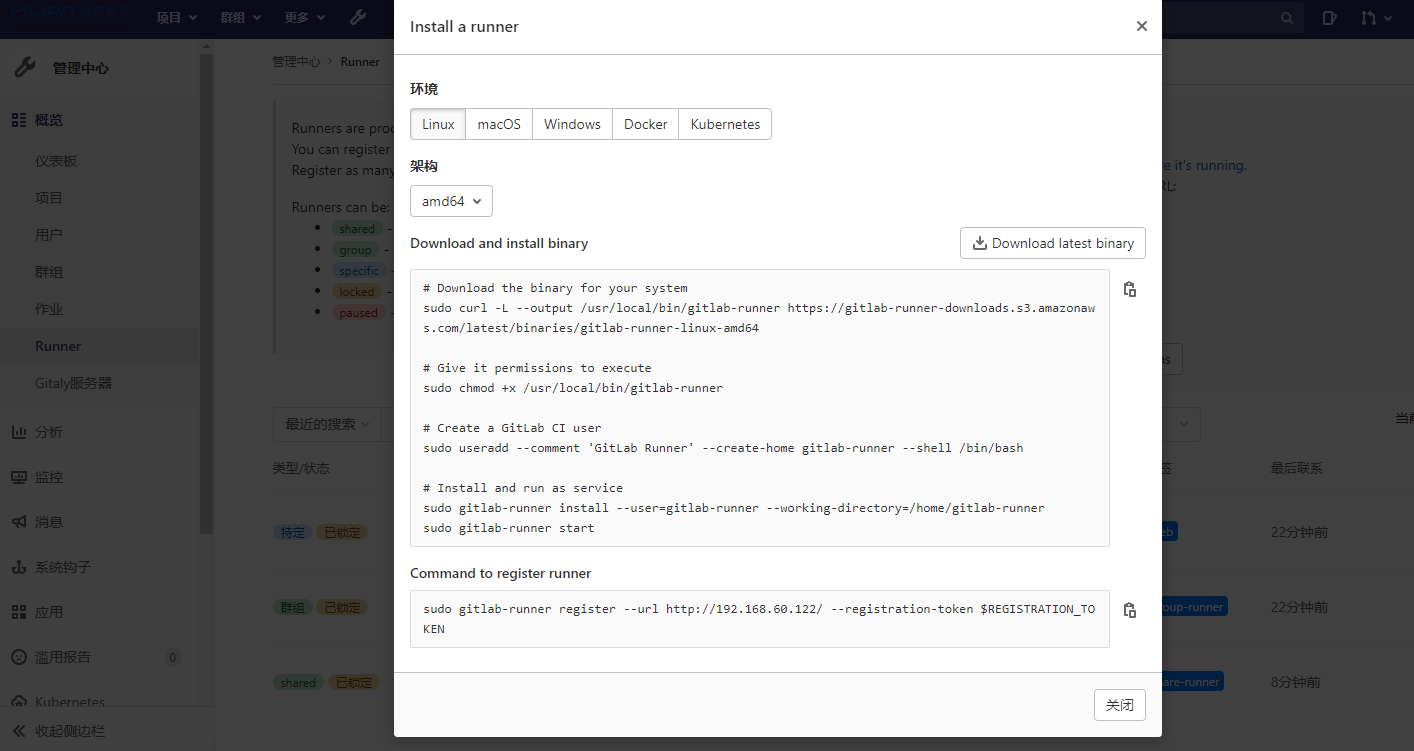 项目 群组 更多
管理中心
概览
仪表板
项目
用户
群组
作业
Runner
Gitaly服务器
分析
监控
消息
系统钩子
应用
滥用报告 0
Kubernetes
收起侧边栏
管理中心 > Runner
Runners are
You can register
Register as many
Runners can be:
shared -
group -
specific -
locked -
paused -
it's running.
最近的搜索
类型/状态
最后联系
特定 已锁定
22分钟前
群组 已锁定
22分钟前
shared 已锁定
8分钟前
Install a runner
环境
Linux macOS Windows Docker Kubernetes
架构
amd64
Download and install binary
Download latest binary
# Download the binary for your system
sudo curl -L --output /usr/local/bin/gitlab-runner https://gitlab-runner-downloads.s3.amazonaw
s.com/latest/binaries/gitlab-runner-linux-amd64
# Give it permissions to execute
sudo chmod +x /usr/local/bin/gitlab-runner
# Create a GitLab CI user
sudo useradd --comment 'GitLab Runner' --create-home gitlab-runner --shell /bin/bash
# Install and run as service
sudo gitlab-runner install --user=gitlab-runner --working-directory=/home/gitlab-runner
sudo gitlab-runner start
Command to register runner
sudo gitlab-runner register --url http://192.168.60.122/ --registration-token $REGISTRATION_TO
KEN
关闭